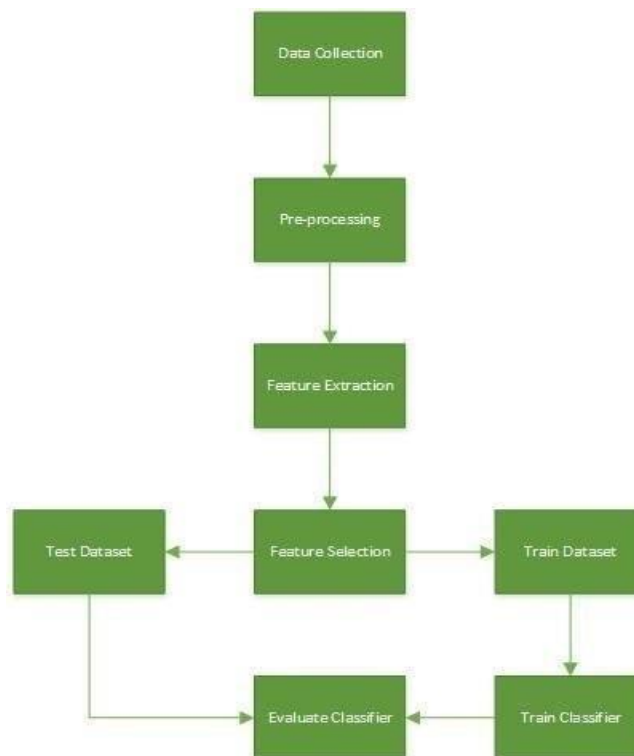 Data Collection
Pre-processing
Feature Extraction
Test Dataset
Feature Selection
Train Dataset
Evaluate Classifier
Train Classifier